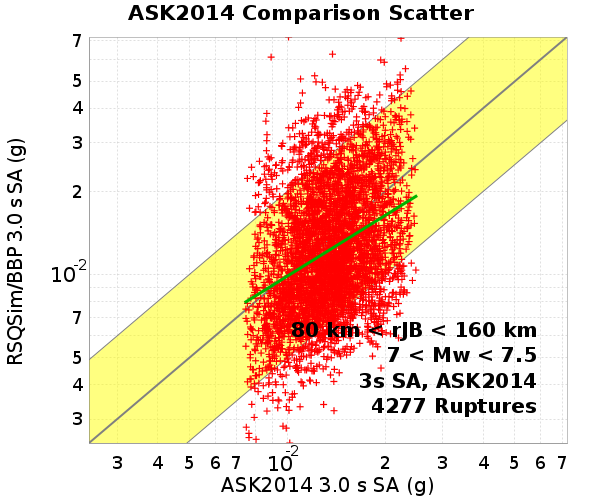 ASK2014 Comparison Scatter
RSQSim/BBP 3.0 s SA (g)
7
5
4
3
2
10-2
7
5
4
3
80 km < rJB < 160 km
7 < Mw < 7.5
3s SA, ASK2014
4277 Ruptures
3 4 5 6 7 10-2 2 3 4 5 6 7
ASK2014 3.0 s SA (g)